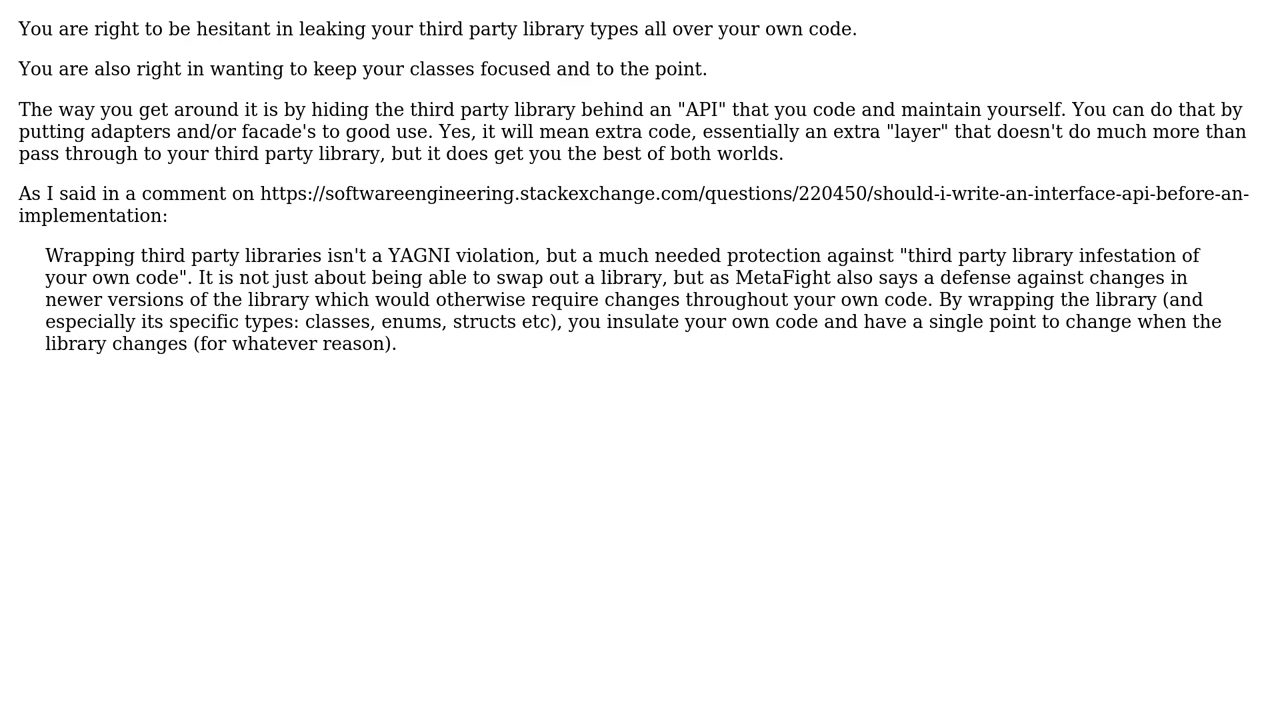 You are right to be hesitant in leaking your third party library types all over your own code.
You are also right in wanting to keep your classes focused and to the point.
The way you get around it is by hiding the third party library behind an "API" that you code and maintain yourself. You can do that by
putting adapters and/or facade's to good use. Yes, it will mean extra code, essentially an extra "layer" that doesn't do much more than
pass through to your third party library, but it does get you the best of both worlds.
As I said in a comment on https://softwareengineering.stackexchange.com/questions/220450/should-i-write-an-interface-api-before-an-
implementation:
Wrapping third party libraries isn't a YAGNI violation, but a much needed protection against "third party library infestation of
your own code". It is not just about being able to swap out a library, but as MetaFight also says a defense against changes in
newer versions of the library which would otherwise require changes throughout your own code. By wrapping the library (and
especially its specific types: classes, enums, structs etc), you insulate your own code and have a single point to change when the
library changes (for whatever reason).